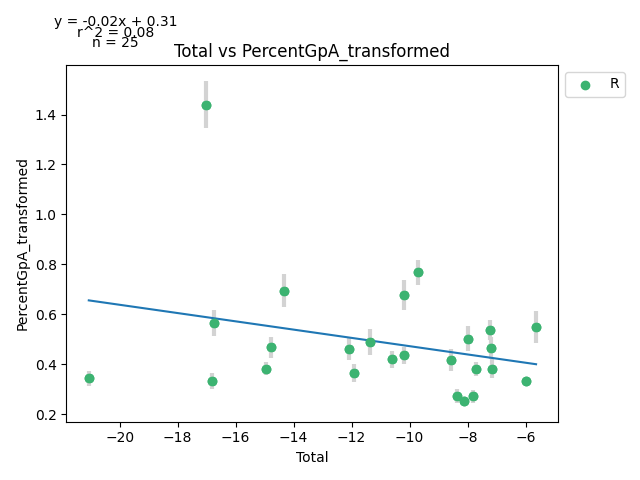 y = -0.02x + 0.31
r^2 = 0.08
n = 25
Total vs PercentGpA_transformed
R
PercentGpA_transformed
1.4
1.2
1.0
0.8
0.6
0.4
0.2
−20 −18 −16 −14 −12 −10 −8 −6
Total